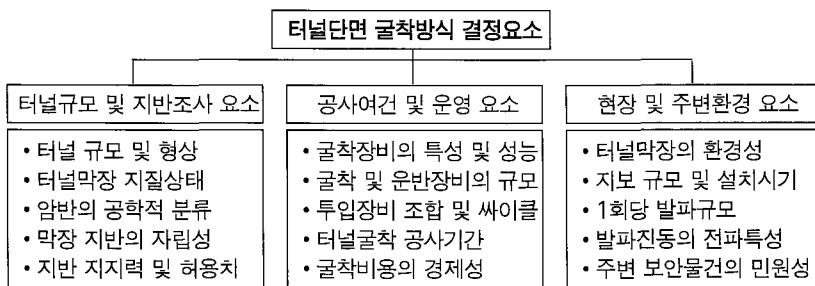 터널단면 굴착방식 결정요소
터널규모 및 지반조사 요소
• 터널 규모 및 형상
• 터널막장 지질상태
• 암반의 공학적 분류
• 막장 지반의 자립성
• 지반 지지력 및 허용치
공사여건 및 운영 요소
• 굴착장비의 특성 및 성능
• 굴착 및 운반장비의 규모
• 투입장비 조합 및 싸이클
• 터널굴착 공사기간
• 굴착비용의 경제성
현장 및 주변환경 요소
• 터널막장의 환경성
• 지보 규모 및 설치시기
• 1회당 발파규모
• 발파진동의 전파특성
• 주변 보안물건의 민원성